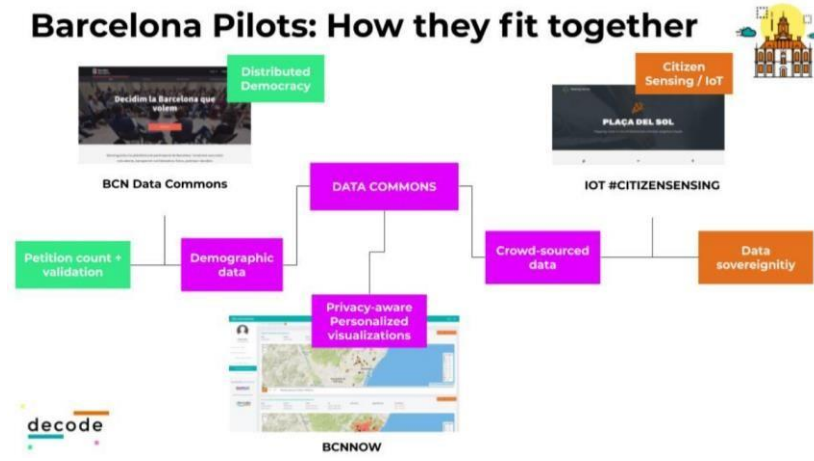 Barcelona Pilots: How they fit together
Distributed
Democracy
Citizen
Sensing / IoT
Decidim la Barcelona que
volem
PLAÇA DEL SOL
BCN Data Commons
DATA COMMONS
IOT #CITIZENSENSING
Petition count +
validation
Demographic
data
Crowd-sourced
data
Data
sovereignitiy
Privacy-aware
Personalized
visualizations
decode
BCNNOW